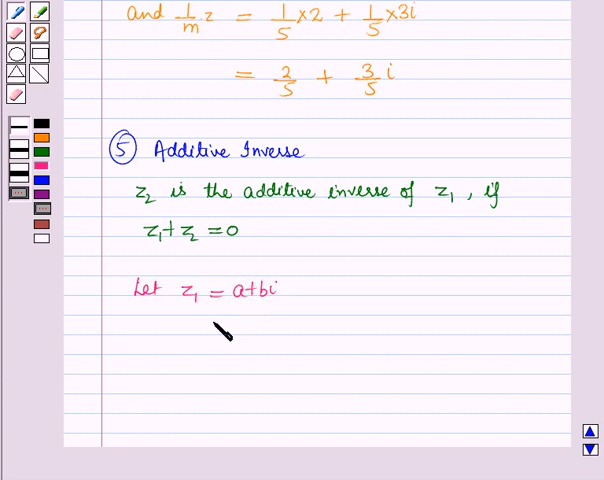 and 1/m z = 1/5 × 2 + 1/5 × 3i
= 2/5 + 3/5 i
⑤ Additive Inverse
z₂ is the additive inverse of z₁, if
z₁ + z₂ = 0
Let z₁ = a+bi